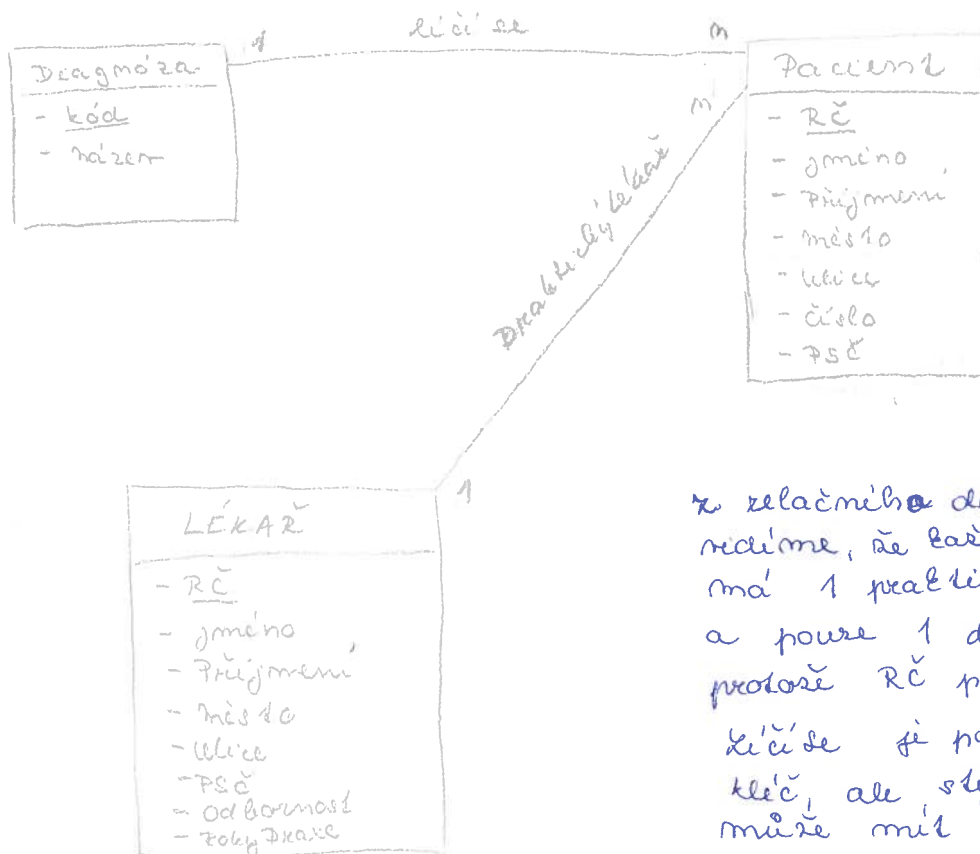 léčí se
1
n
Diagnóza
- kód
- název
Pacient
- RČ
- jméno
- Příjmení
- město
- Ulice
- číslo
- PSČ
n
Praktický lékař
1
LÉKAŘ
- RČ
- jméno
- Příjmení
- město
- Ulice
- PSČ
- Odbornost
- roky Praxe
z relačního
vidíme, že
má 1
a pouze 1
protože RČ
Léčí se je
klíč, ale
může mít